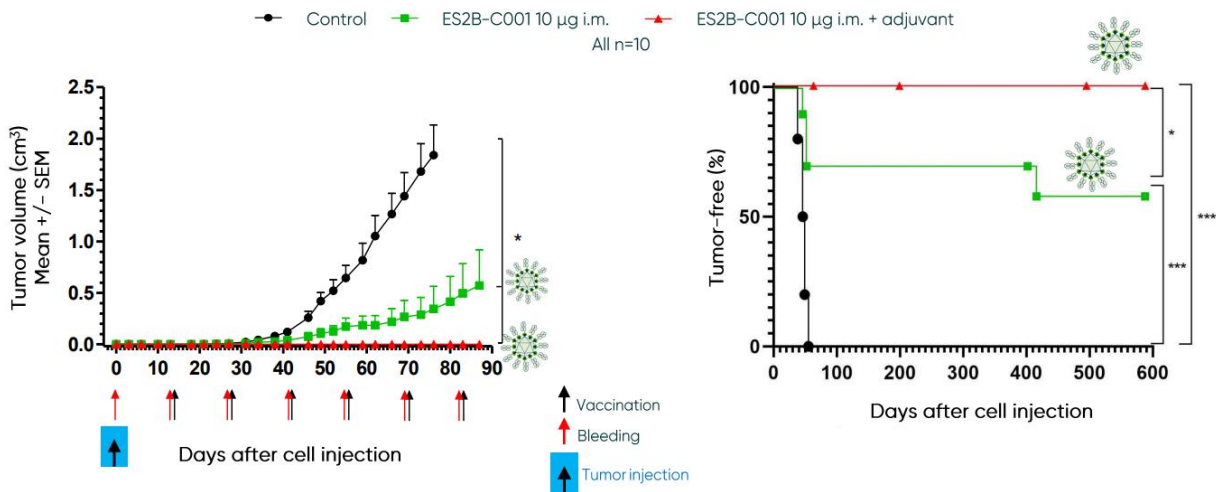 Control ES2B-C001 10 µg i.m. ES2B-C001 10 µg i.m. + adjuvant
All n=10
Tumor volume (cm³)
Mean +/- SEM
2.5
2.0
1.5
1.0
0.5
0.0
0 10 20 30 40 50 60 70 80 90
*
Vaccination
Bleeding
Tumor injection
Days after cell injection
Tumor-free (%)
100
50
0
0 100 200 300 400 500 600
Days after cell injection
*
***
***